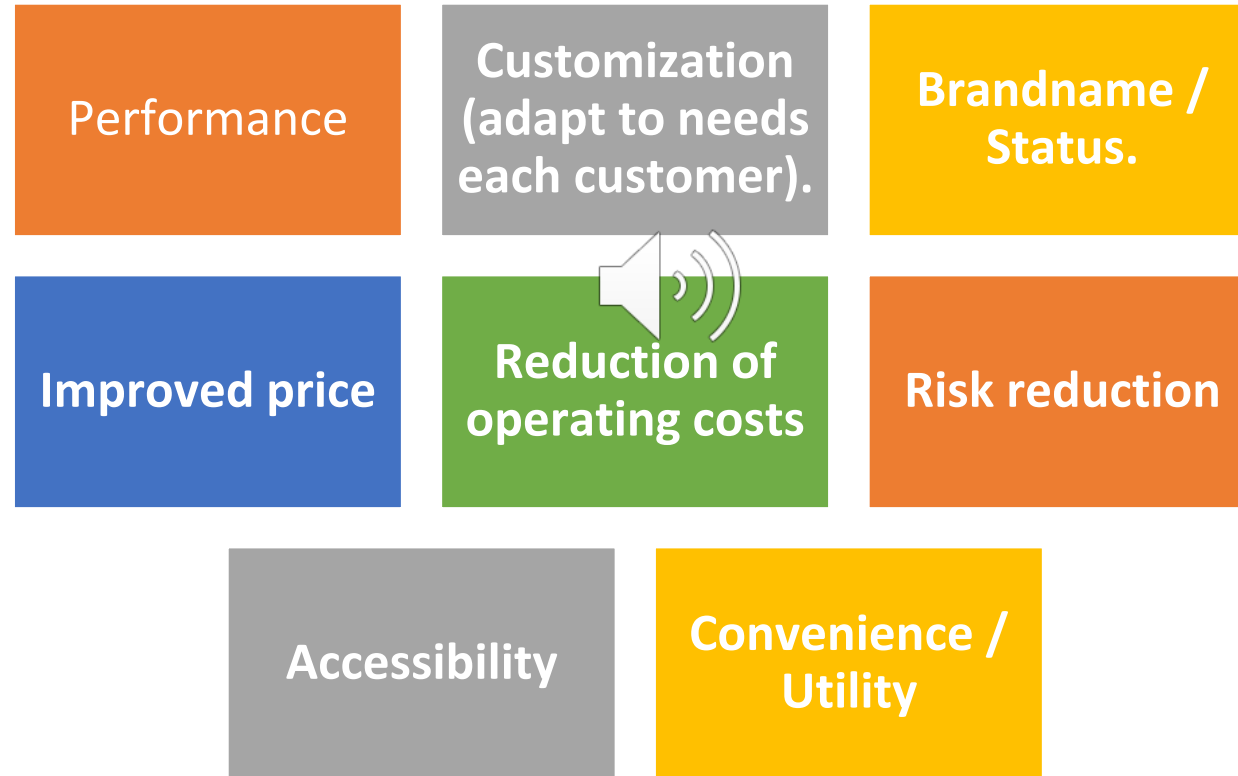 Performance
Customization
(adapt to needs
each customer).
Brandname /
Status.
Improved price
Reduction of
operating costs
Risk reduction
Accessibility
Convenience /
Utility